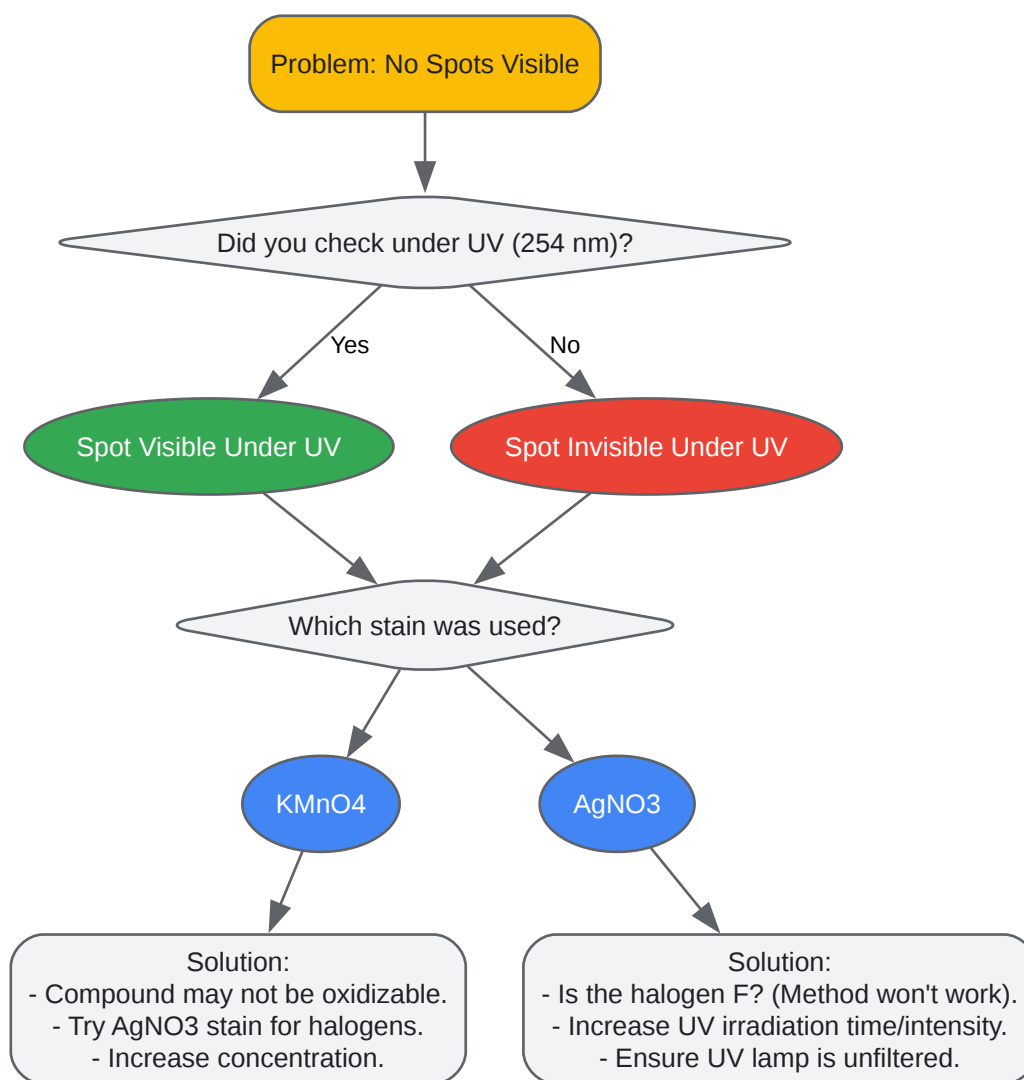 Problem: No Spots Visible
Did you check under UV (254 nm)?
Yes
No
Spot Visible Under UV
Spot Invisible Under UV
Which stain was used?
KMnO4
AgNO3
Solution:
- Compound may not be oxidizable.
- Try AgNO3 stain for halogens.
- Increase concentration.
Solution:
- Is the halogen F? (Method won't work).
- Increase UV irradiation time/intensity.
- Ensure UV lamp is unfiltered.